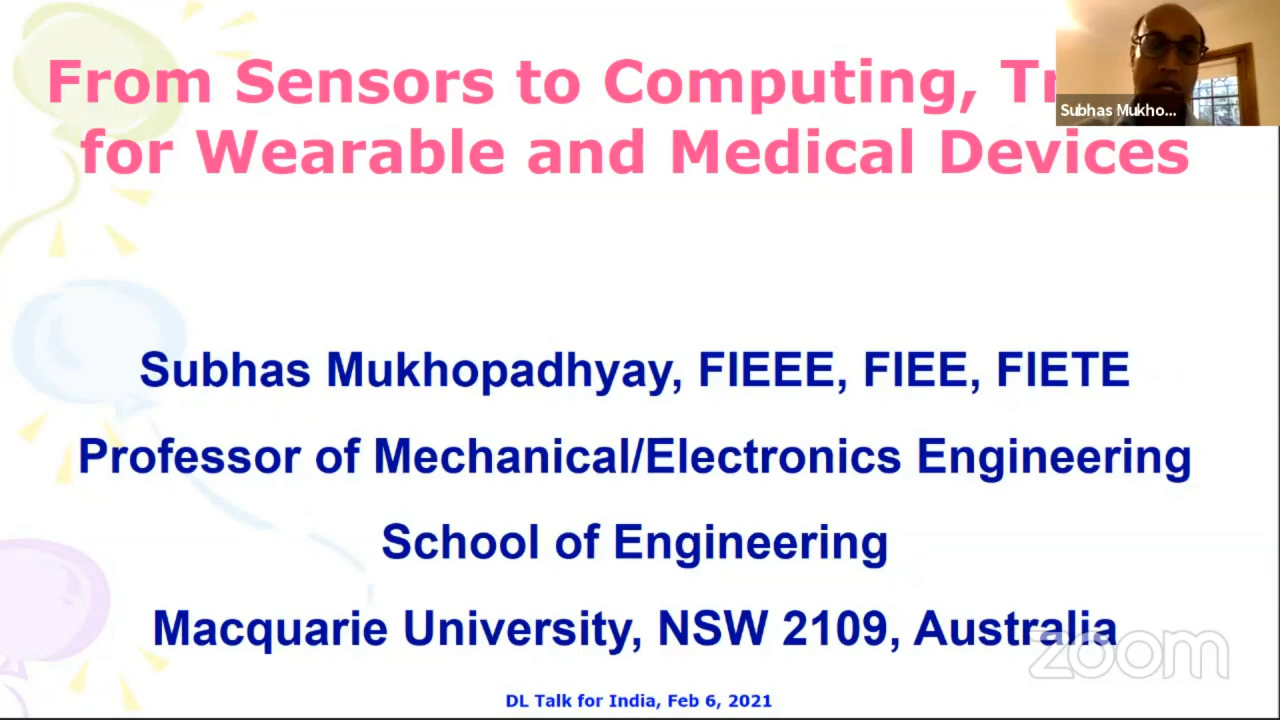 From Sensors to Computing,
for Wearable and Medical Devices
Subhas Mukho...
Subhas Mukhopadhyay, FIEEE, FIEE, FIETE
Professor of Mechanical/Electronics Engineering
School of Engineering
Macquarie University, NSW 2109, Australia
zoom
DL Talk for India, Feb 6, 2021